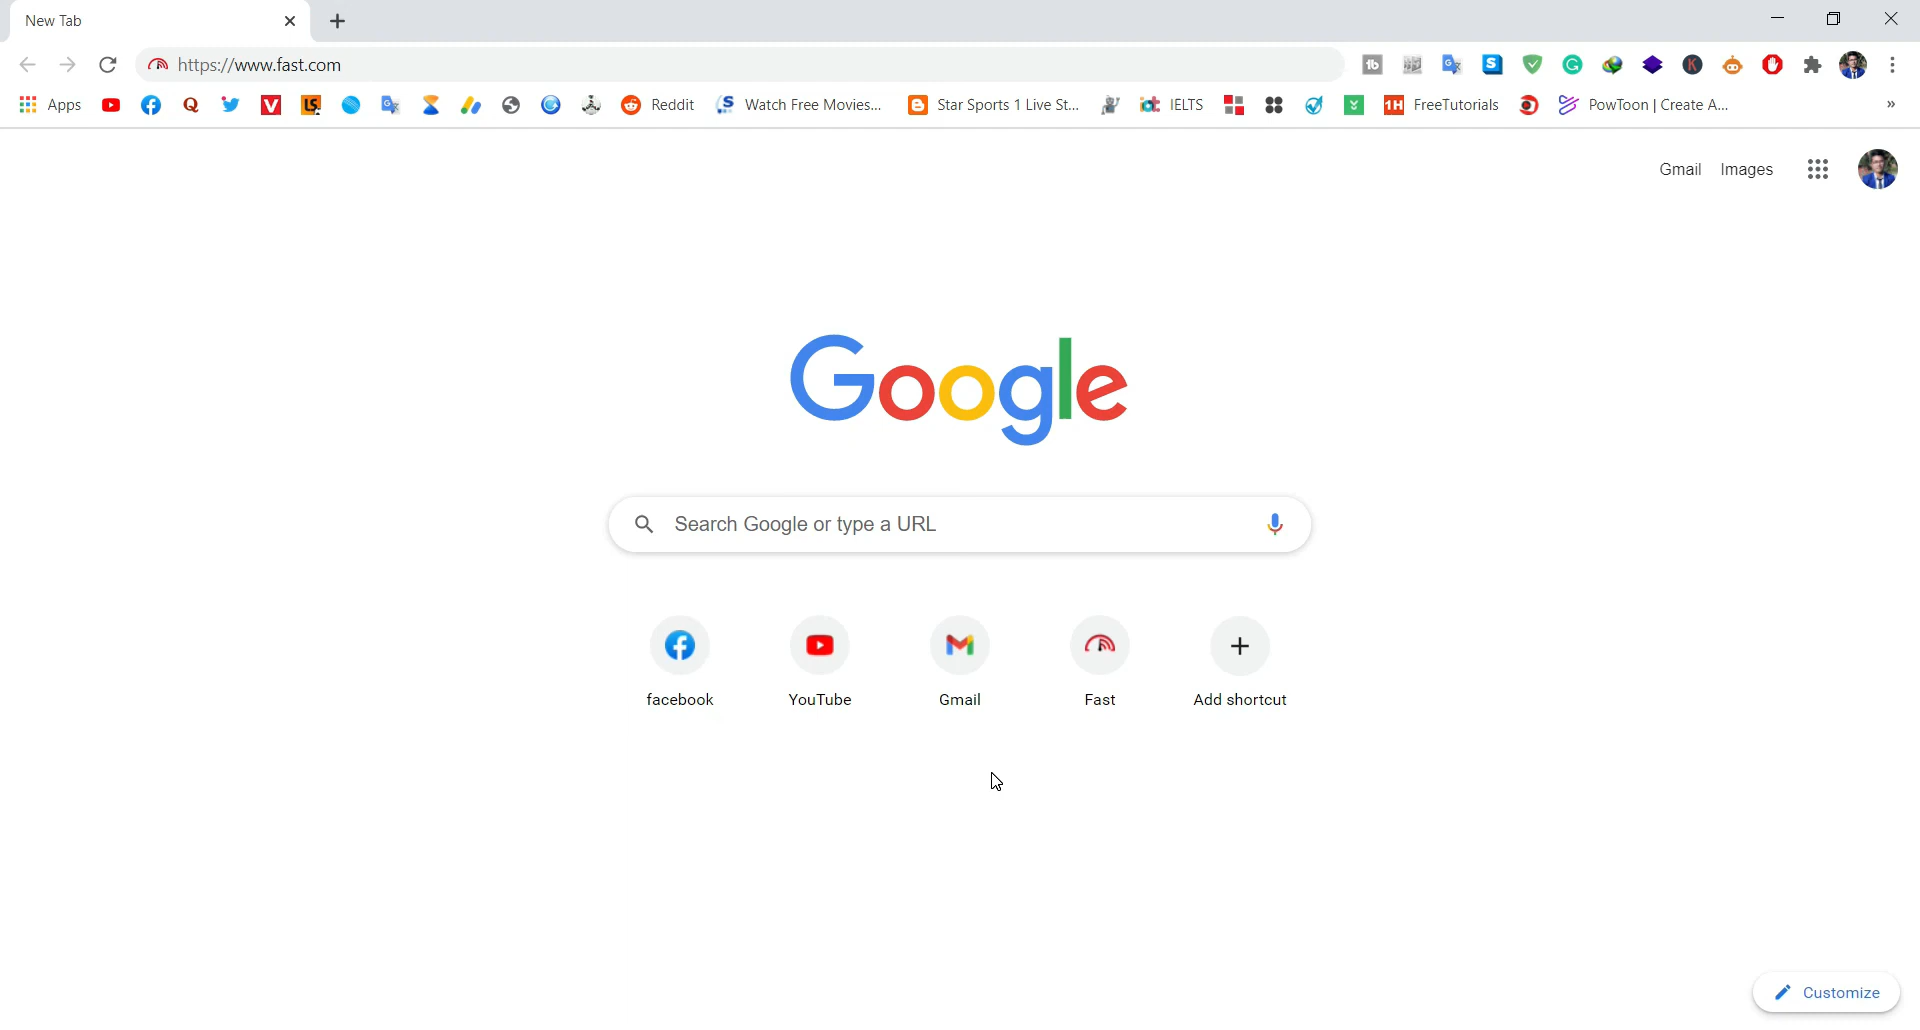 New Tab
https://www.fast.com
Apps Reddit Watch Free Movies... Star Sports 1 Live St... IELTS FreeTutorials PowToon | Create A...
Gmail Images
Google
Search Google or type a URL
facebook YouTube Gmail Fast Add shortcut
Customize